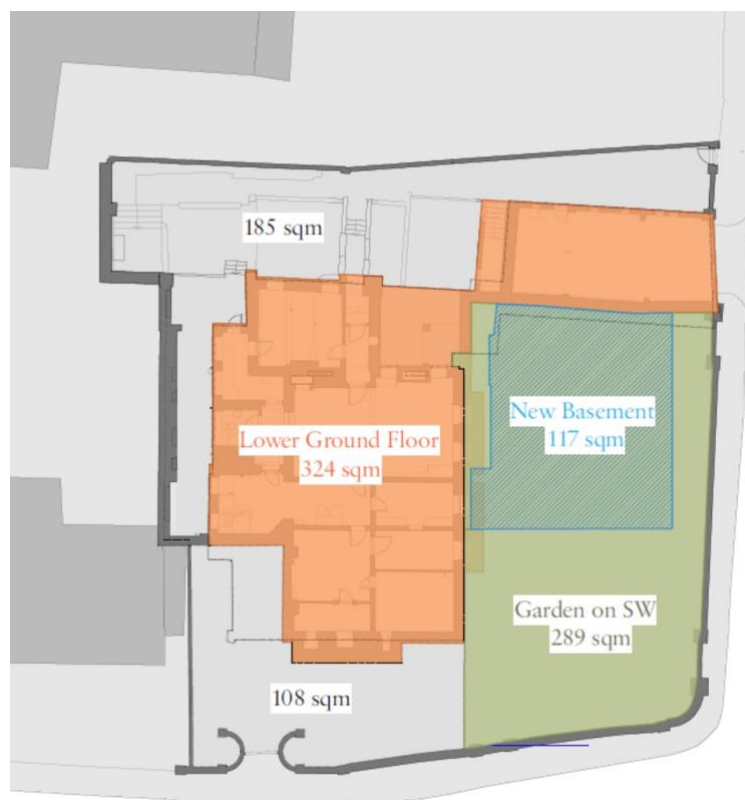 185 sqm
New Basement
117 sqm
Lower Ground Floor
324 sqm
Garden on SW
289 sqm
108 sqm